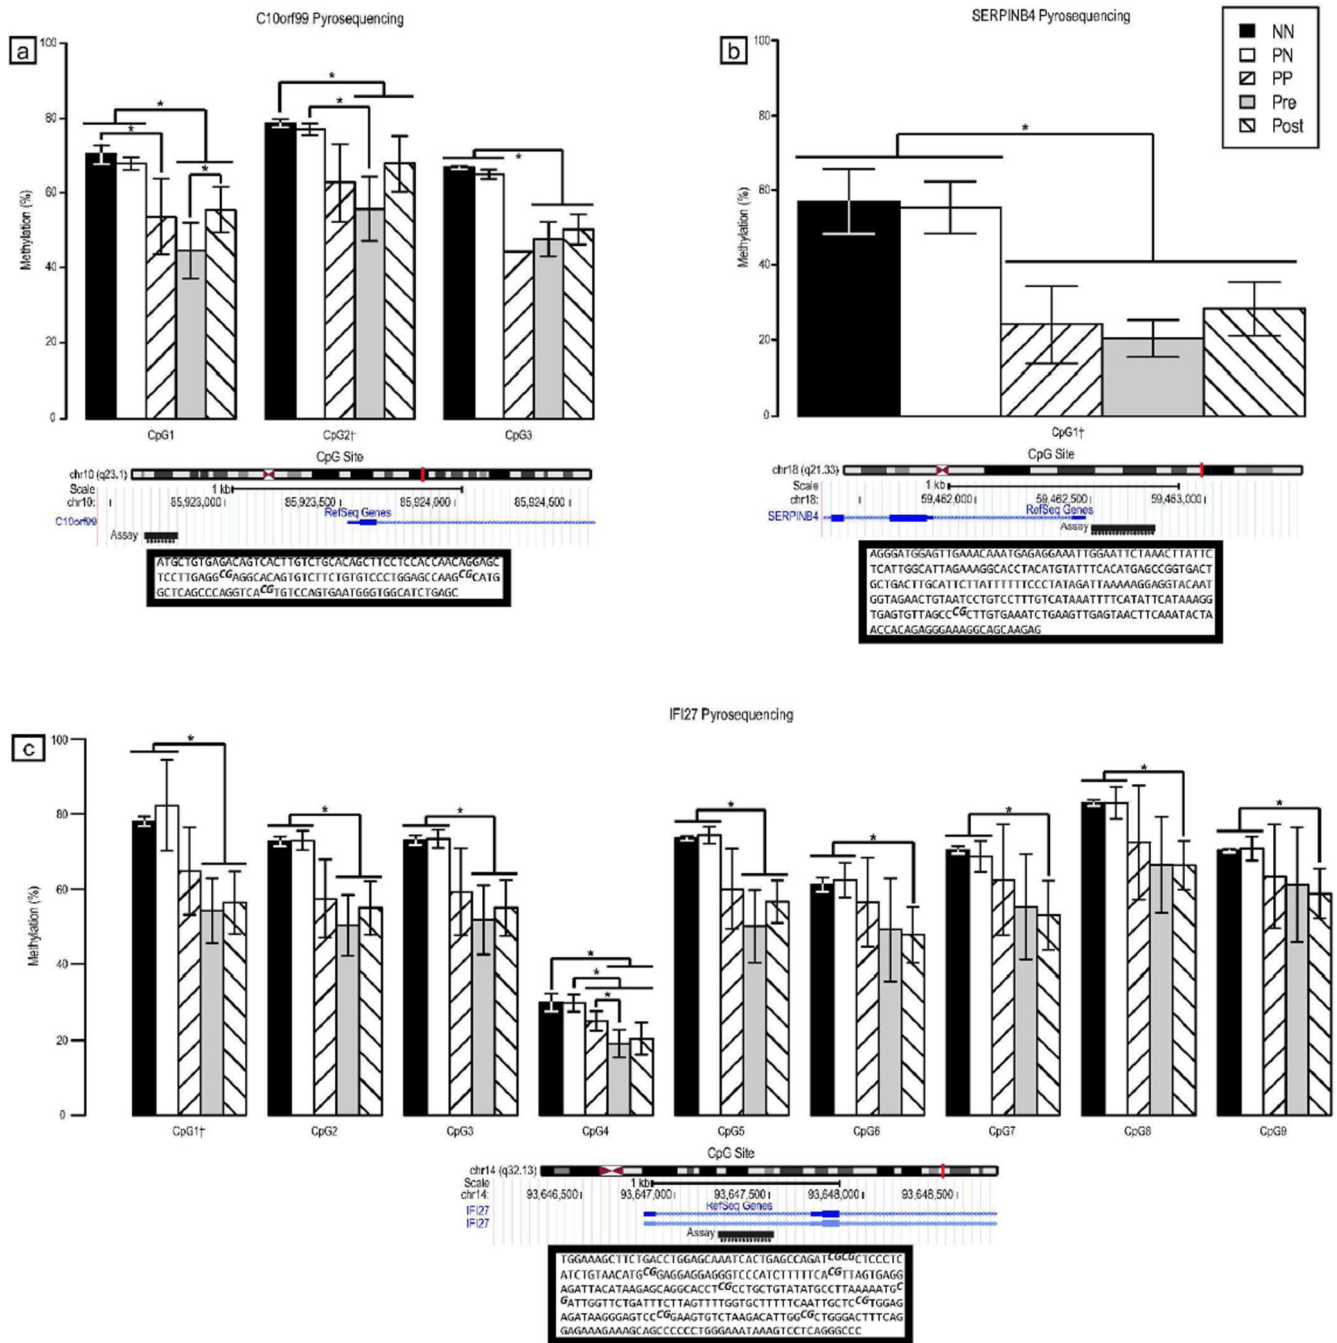 C10orf99 Pyrosequencing
a
100
80
60
40
20
0
Methylation (%)
*
*
*
*
*
*
CpG1
CpG2†
CpG3
CpG Site
chr10 (q23.1)
Scale
1 kb
chr10:
85,923,000
85,923,500
85,924,000
85,924,500
RefSeq Genes
C10orf99
Assay
ATGCTGTGAGACAGTCACTTGTCTGCACAGCTTCCTCCACCAACAGGAGC
TCCTTGAGGCGAGGCACAGTGTCTTCTGTGTCCCTGGAGCCAAGCGCATG
GCTCAGCCCAGGTCACGTGTCCAGTGAATGGGTGGCATCTGAGC
SERPINB4 Pyrosequencing
b
NN
PN
PP
Pre
Post
100
80
60
40
20
0
Methylation (%)
*
CpG1†
CpG Site
chr18 (q21.33)
Scale
1 kb
chr18:
59,462,000
59,462,500
59,463,000
RefSeq Genes
SERPINB4
Assay
AGGGATGGAGTTGAAACAAATGAGAGGAAATTGGAATTCTAAACTTATTC
TCATTGGCATTAGAAAGGCACCTACATGTATTTCACATGAGCCGGTGACT
GCTGACTTGCATTCTTATTTTTTCCCTATAGATTAAAAAGGAGGTACAAT
GGTAGAACTGTAATCCTGTCCTTTGTCATAAATTTTCATATTCATAAAGG
TGAGTGTTAGCCCGCTTGTGAAATCTGAAGTTGAGTAACTTCAAATACTA
ACCACAGAGGGAAAGGCAGCAAGAG
IFI27 Pyrosequencing
c
100
80
60
40
20
0
Methylation (%)
*
*
*
*
*
*
*
*
*
*
*
CpG1†
CpG2
CpG3
CpG4
CpG5
CpG6
CpG7
CpG8
CpG9
CpG Site
chr14 (q32.13)
Scale
1 kb
chr14:
93,646,500
93,647,000
93,647,500
93,648,000
93,648,500
RefSeq Genes
IFI27
IFI27
Assay
TGGAAAGCTTCTGACCTGGAGCAAATCACTGAGCCAGATCGCGCTCCCTC
ATCTGTAACATGCGGAGGAGGAGGGTCCCATCTTTTTCACGTTAGTGAGG
AGATTACATAAGAGCAGGCACCTCGCCTGCTGTATATGCCTTAAAAATGC
GATTGGTTCTGATTTCTTAGTTTTGGTGCTTTTTCAATTGCTCCGTGGAG
AGATAAGGGAGTCCCGGAAGTGTCTAAGACATTGGCGCTGGGACTTTCAG
GAGAAAGAAAGCAGCCCCCCTGGGAAATAAAGTCCTCAGGGCCC